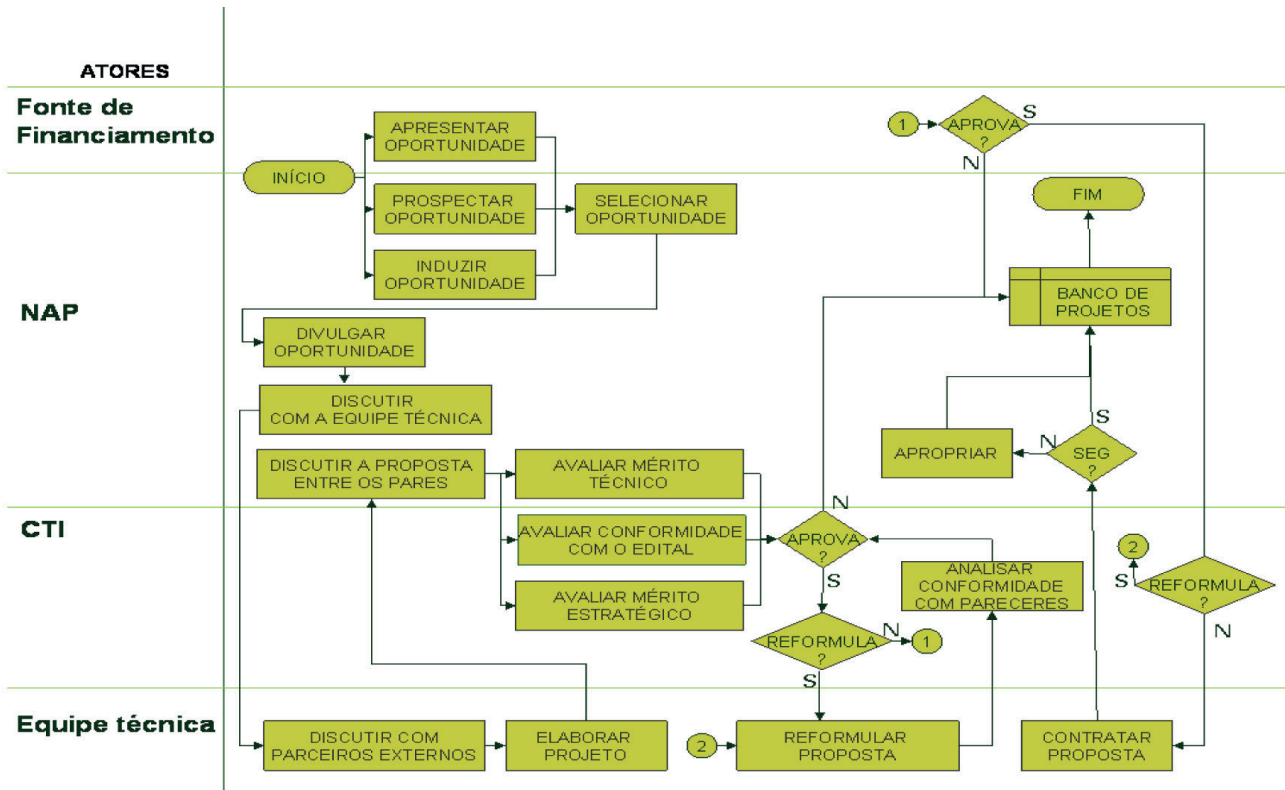 ATORES
Fonte de
Financiamento
INÍCIO
APRESENTAR
OPORTUNIDADE
1
APROVA
?
S
N
NAP
PROSPECTAR
OPORTUNIDADE
SELECIONAR
OPORTUNIDADE
INDUZIR
OPORTUNIDADE
FIM
BANCO DE
PROJETOS
DIVULGAR
OPORTUNIDADE
DISCUTIR
COM A EQUIPE TÉCNICA
APROPRIAR
N
SEG
?
S
DISCUTIR A PROPOSTA
ENTRE OS PARES
AVALIAR MÉRITO
TÉCNICO
CTI
AVALIAR CONFORMIDADE
COM O EDITAL
AVALIAR MÉRITO
ESTRATÉGICO
N
APROVA
?
S
ANALISAR
CONFORMIDADE
COM PARECERES
2
S
REFORMULA
?
N
REFORMULA
?
N
1
S
Equipe técnica
DISCUTIR COM
PARCEIROS EXTERNOS
ELABORAR
PROJETO
2
REFORMULAR
PROPOSTA
CONTRATAR
PROPOSTA